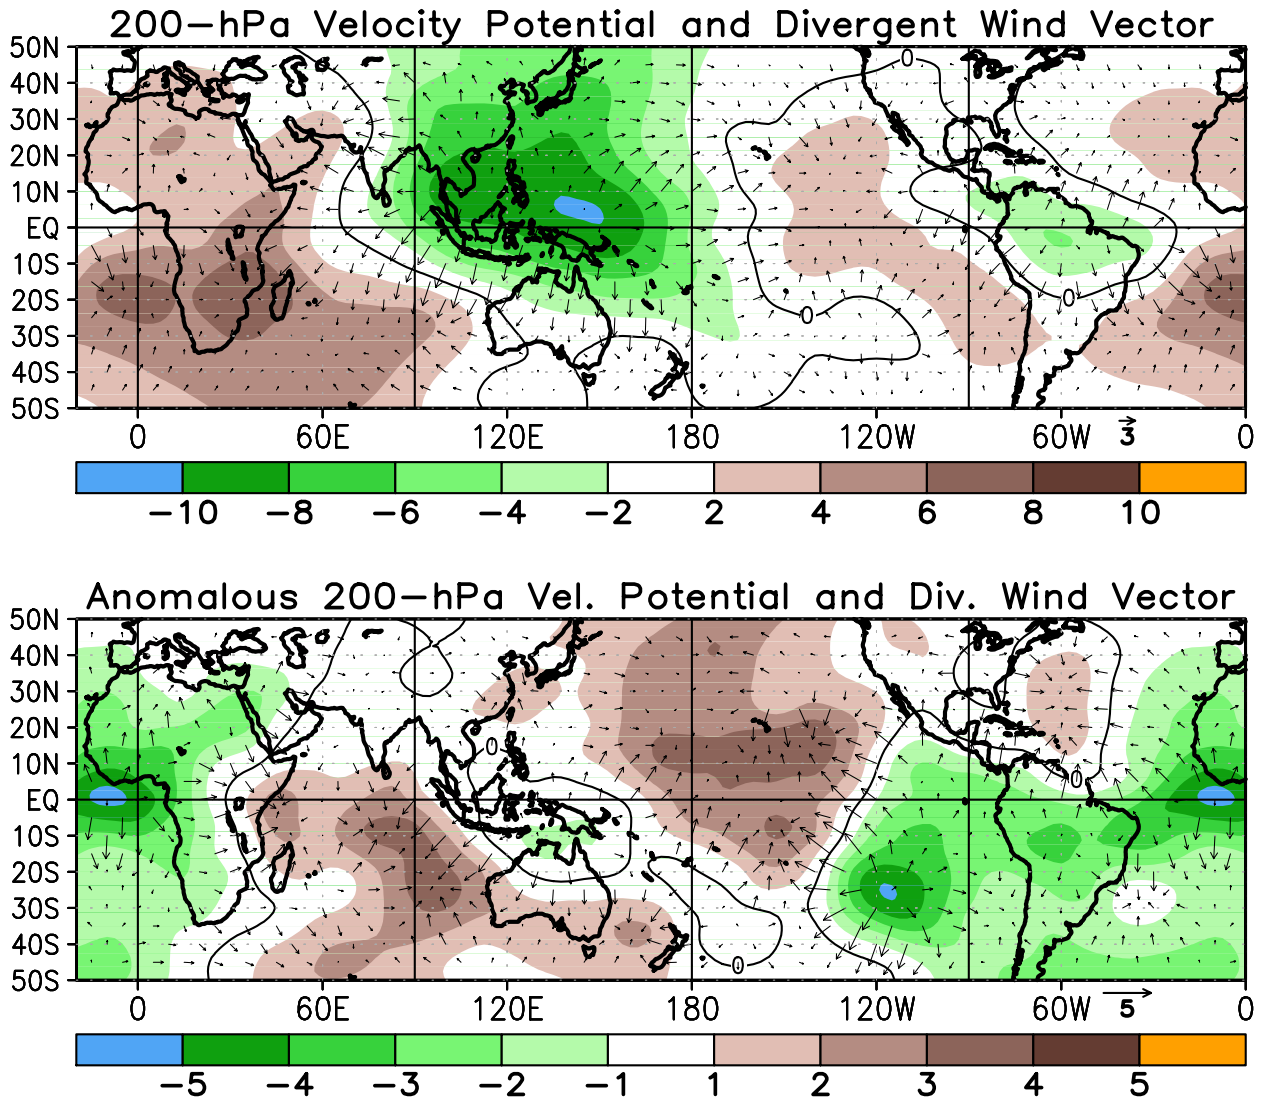 200-hPa Velocity Potential and Divergent Wind Vector
50N
40N
30N
20N
10N
EQ
10S
20S
30S
40S
50S
0
0
0
0 60E 120E 180 120W 60W 0
3
-10 -8 -6 -4 -2 2 4 6 8 10
Anomalous 200-hPa Vel. Potential and Div. Wind Vector
50N
40N
30N
20N
10N
EQ
10S
20S
30S
40S
50S
0
0
0
0 60E 120E 180 120W 60W 0
5
-5 -4 -3 -2 -1 1 2 3 4 5